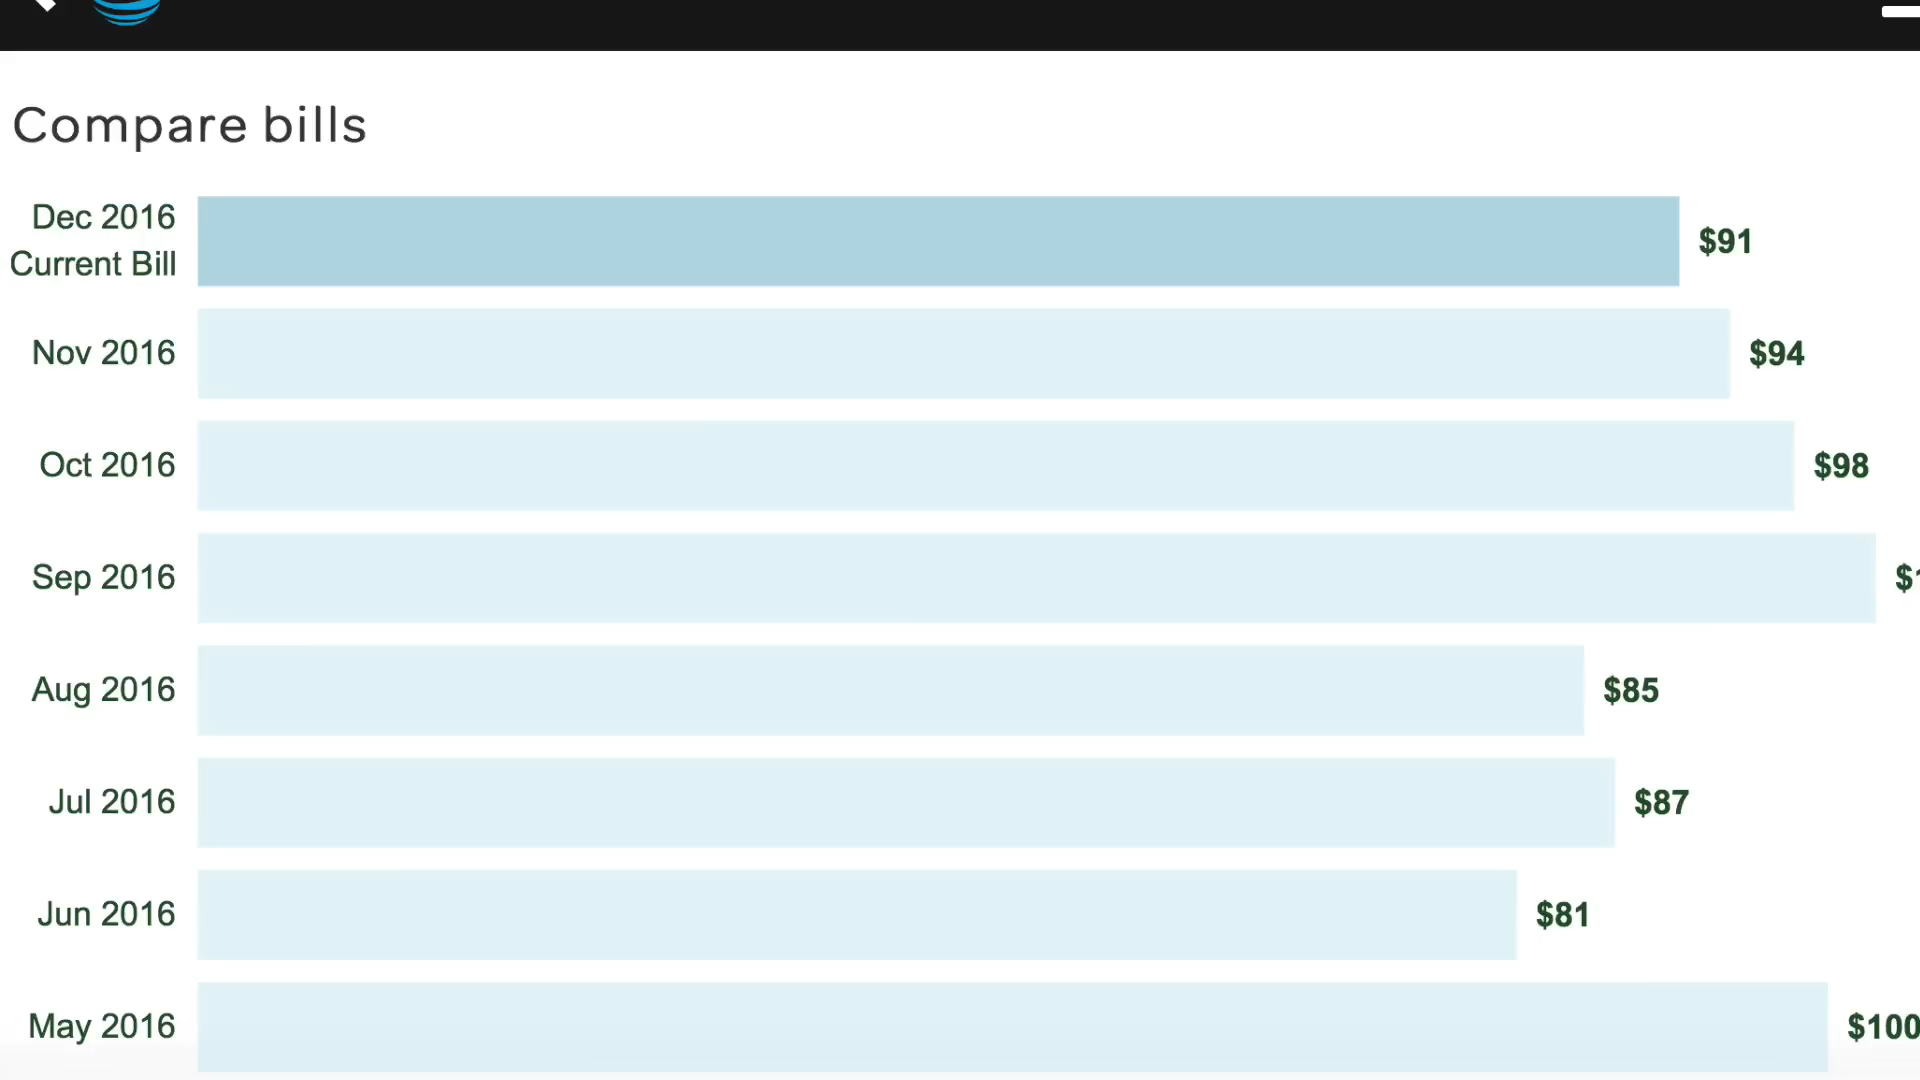 Compare bills
Dec 2016
Current Bill
$91
Nov 2016 $94
Oct 2016 $98
Sep 2016
Aug 2016 $85
Jul 2016 $87
Jun 2016 $81
May 2016 $100